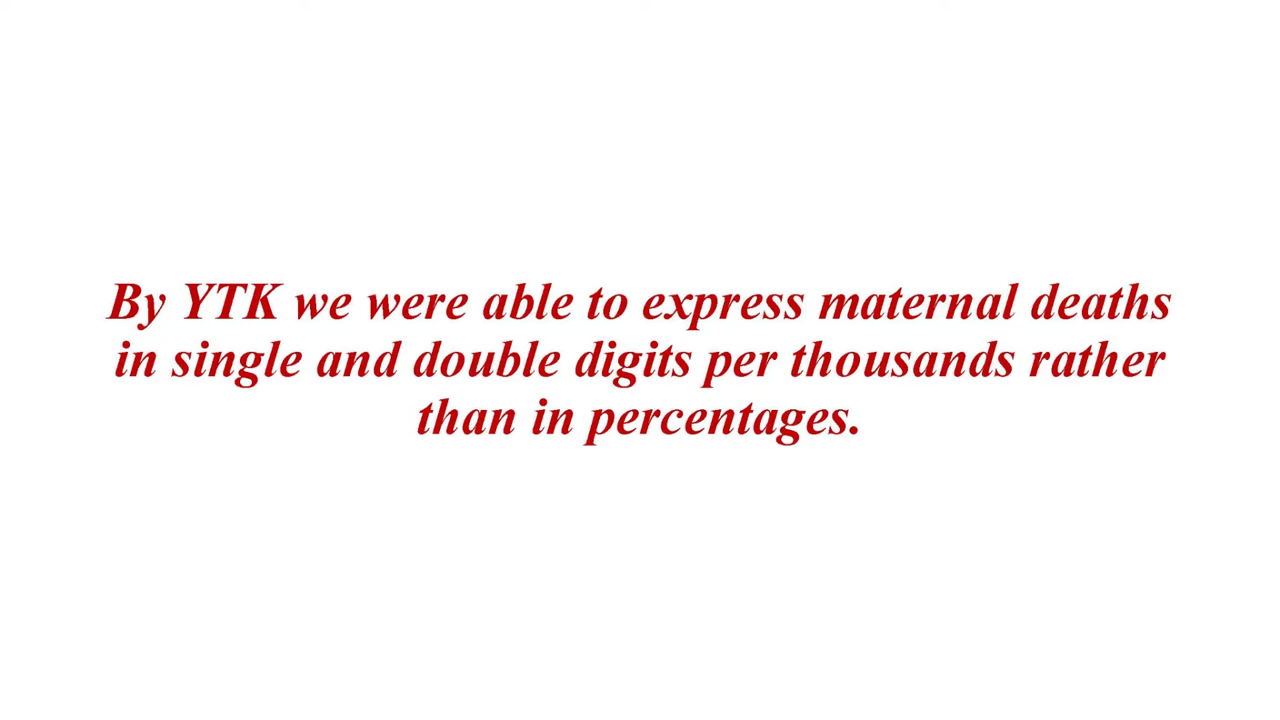 By YTK we were able to express maternal deaths
in single and double digits per thousands rather
than in percentages.